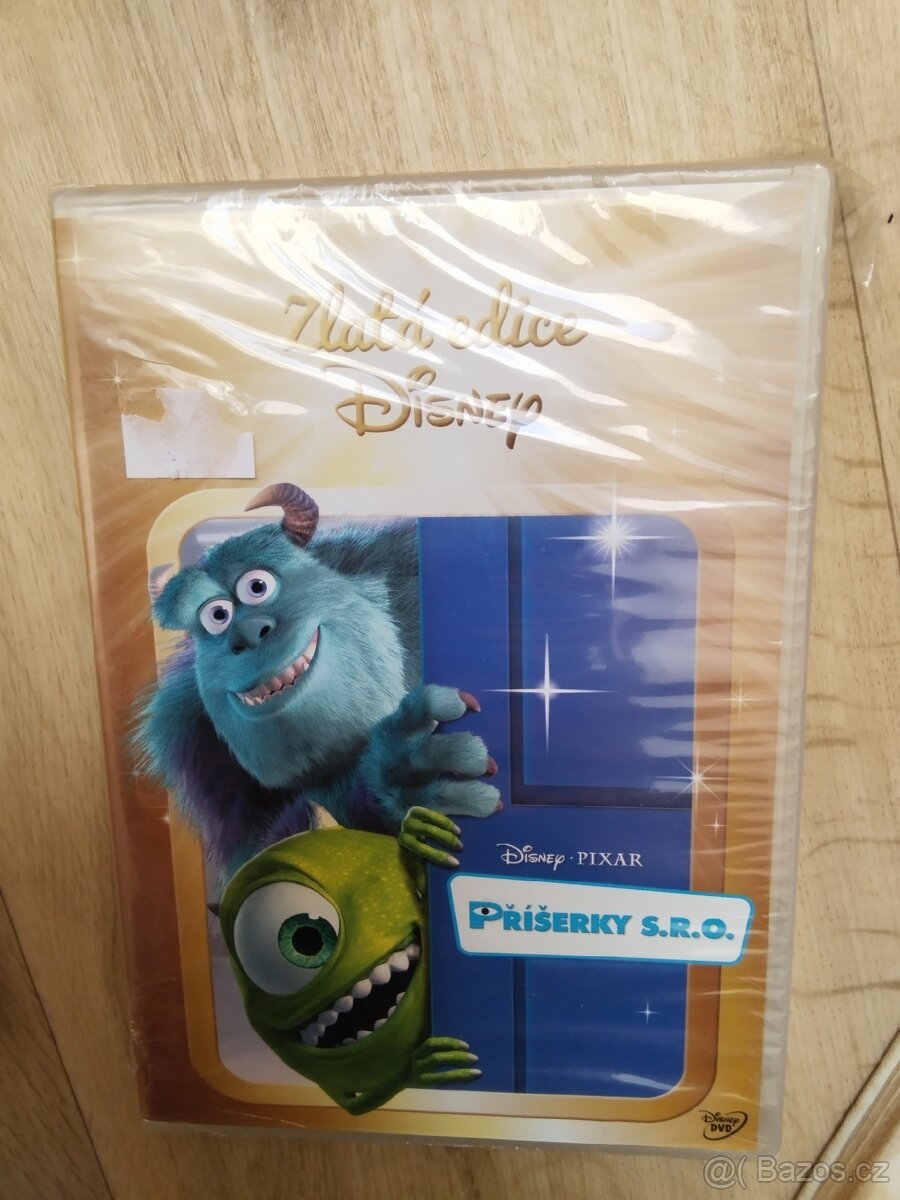 Zlatá edice
Disney
Disney · PIXAR
PŘÍŠERKY S.R.O.
Disney
DVD
@( Bazos.cz